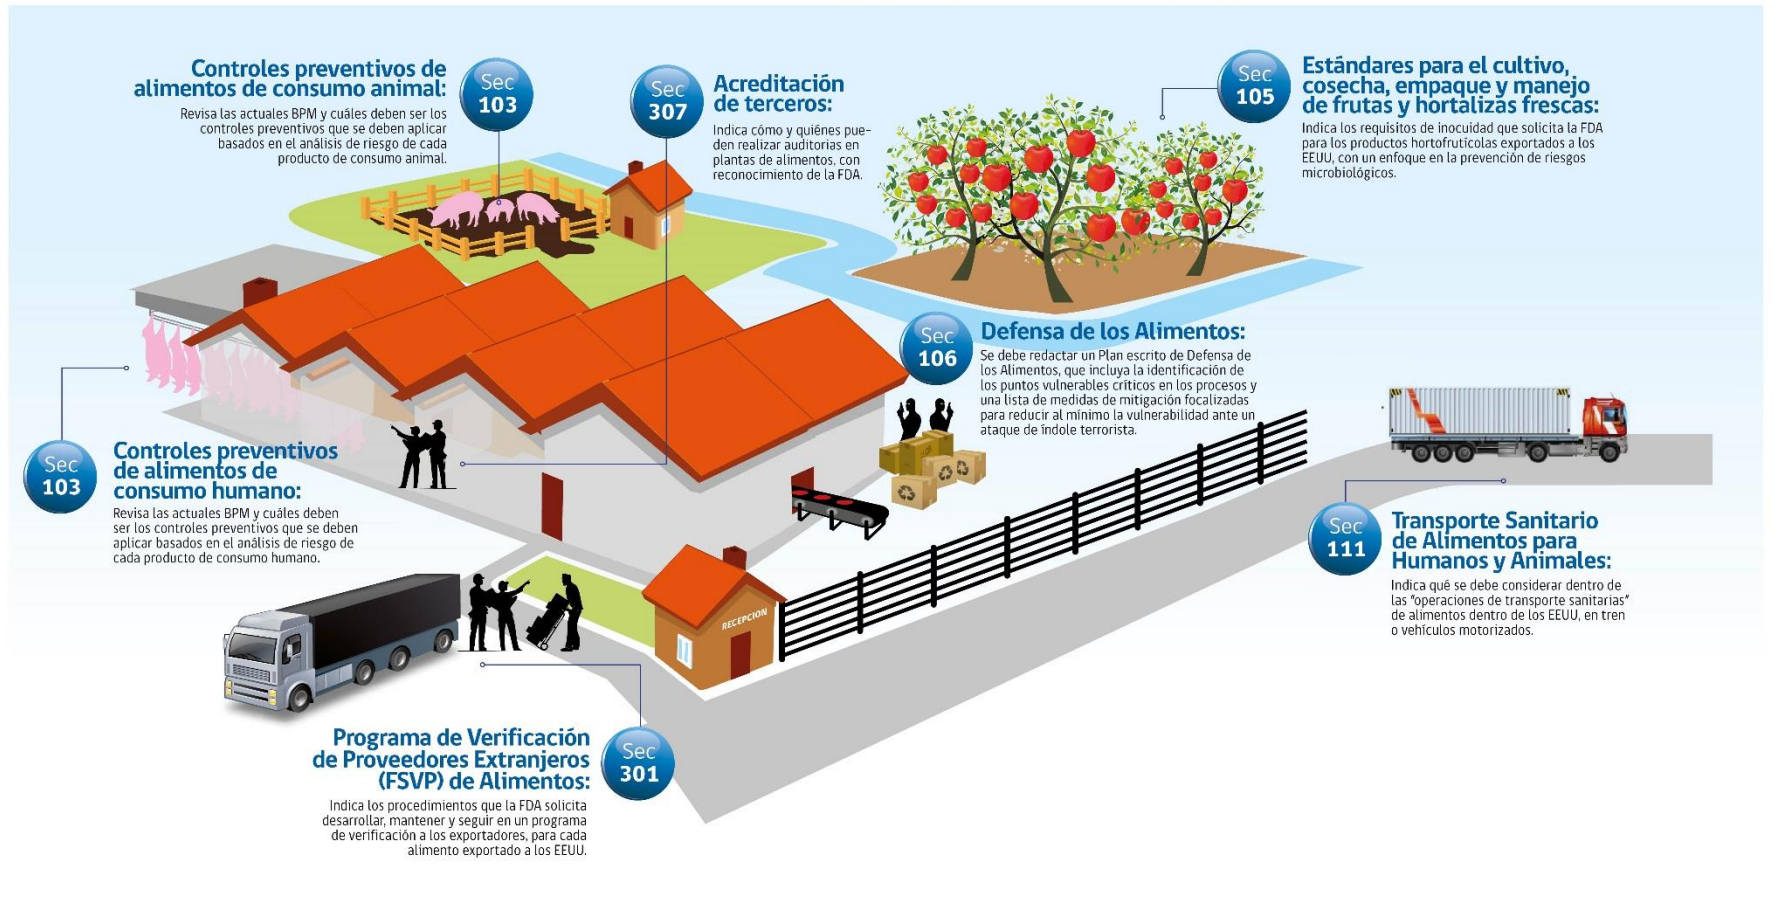 Controles preventivos de
alimentos de consumo animal:
Revisa las actuales BPM y cuáles deben ser los
controles preventivos que se deben aplicar
basados en el análisis de riesgo de cada
producto de consumo animal.
Sec
103
Sec
307
Acreditación
de terceros:
Indica cómo y quiénes pue-
den realizar auditorias en
plantas de alimentos, con
reconocimiento de la FDA.
Sec
105
Estándares para el cultivo,
cosecha, empaque y manejo
de frutas y hortalizas frescas:
Indica los requisitos de inocuidad que solicita la FDA
para los productos hortofrutícolas exportados a los
EEUU, con un enfoque en la prevención de riesgos
microbiológicos.
Sec
106
Defensa de los Alimentos:
Se debe redactar un Plan escrito de Defensa de
los Alimentos, que incluya la identificación de
los puntos vulnerables críticos en los procesos y
una lista de medidas de mitigación focalizadas
para reducir al mínimo la vulnerabilidad ante un
ataque de índole terrorista.
Sec
103
Controles preventivos
de alimentos de
consumo humano:
Revisa las actuales BPM y cuáles deben
ser los controles preventivos que se deben
aplicar basados en el análisis de riesgo de
cada producto de consumo humano.
Sec
111
Transporte Sanitario
de Alimentos para
Humanos y Animales:
Indica qué se debe considerar dentro de
las "operaciones de transporte sanitarias"
de alimentos dentro de los EEUU, en tren
o vehículos motorizados.
RECEPCION
Programa de Verificación
de Proveedores Extranjeros
(FSVP) de Alimentos:
Indica los procedimientos que la FDA solicita
desarrollar, mantener y seguir en un programa
de verificación a los exportadores, para cada
alimento exportado a los EEUU.
Sec
301